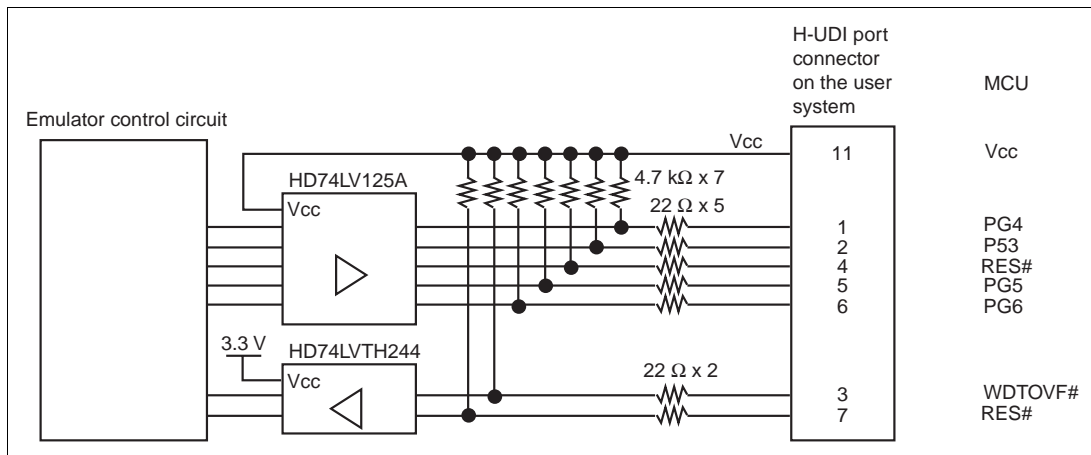 H-UDI port
connector
on the user
system
MCU
Emulator control circuit
Vcc
11
Vcc
HD74LV125A
4.7 kΩ x 7
Vcc
22 Ω x 5
1
PG4
2
P53
4
RES#
5
PG5
6
PG6
3.3 V
HD74LVTH244
Vcc
22 Ω x 2
3
WDTOVF#
7
RES#